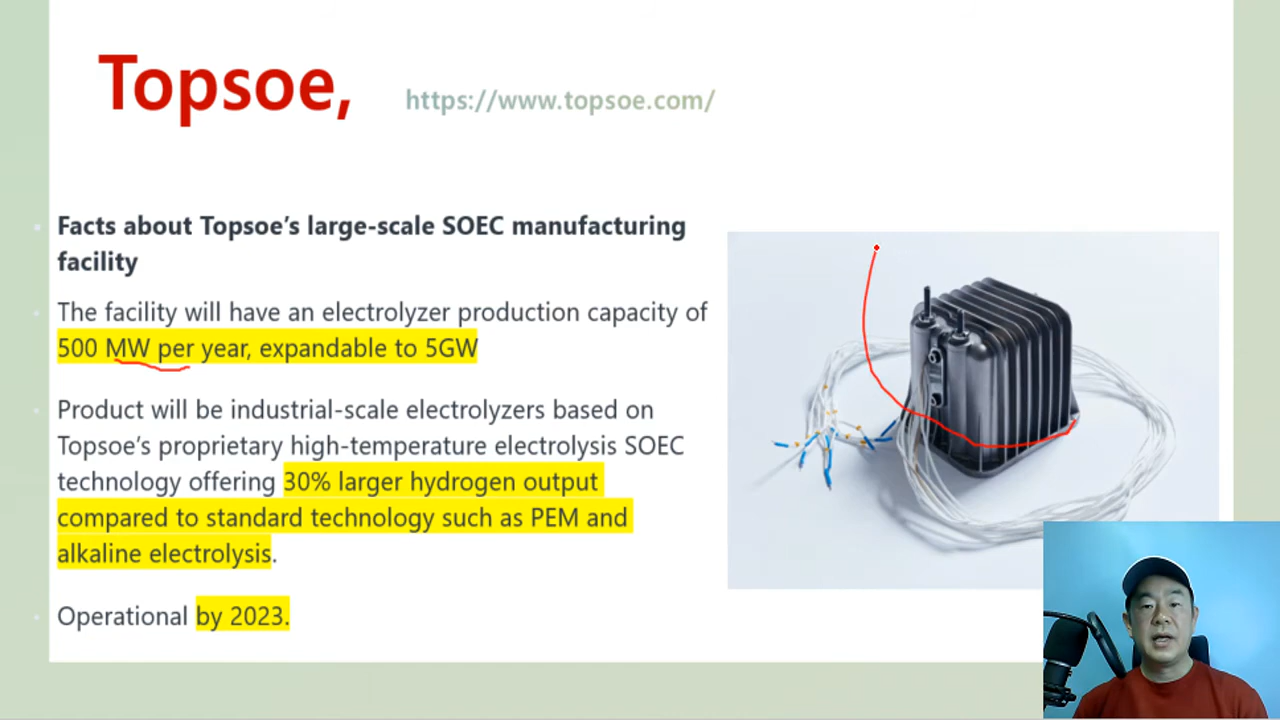 Topsoe, https://www.topsoe.com/
Facts about Topsoe's large-scale SOEC manufacturing
facility
The facility will have an electrolyzer production capacity of
500 MW per year, expandable to 5GW
Product will be industrial-scale electrolyzers based on
Topsoe's proprietary high-temperature electrolysis SOEC
technology offering 30% larger hydrogen output
compared to standard technology such as PEM and
alkaline electrolysis.
Operational by 2023.